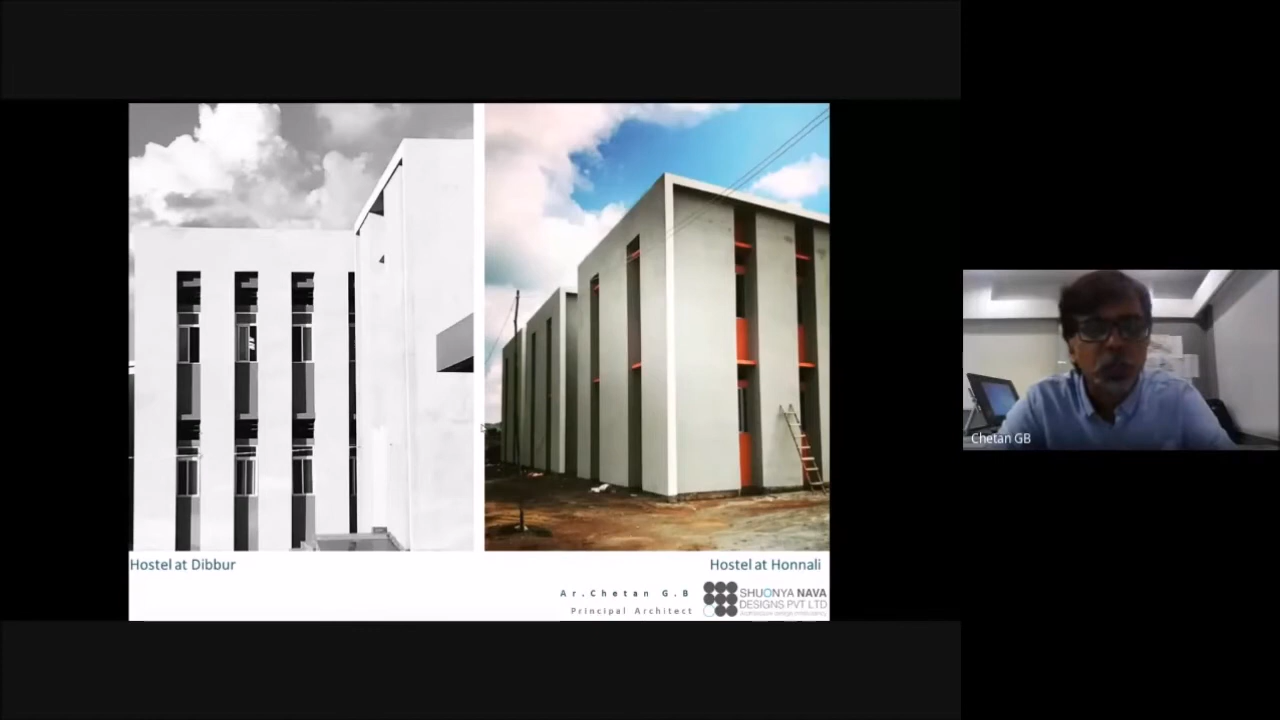 Hostel at Dibbur
Hostel at Honnali
Ar.Chetan G.B
Principal Architect
SHUONYA NAVA
DESIGNS PVT LTD
Chetan GB